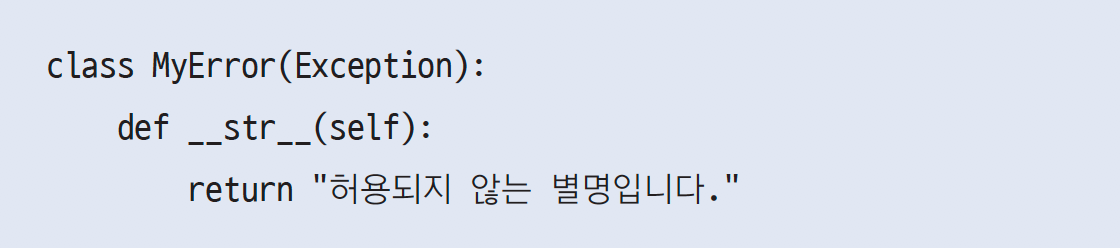 class MyError(Exception):
    def __str__(self):
        return "허용되지 않는 별명입니다."